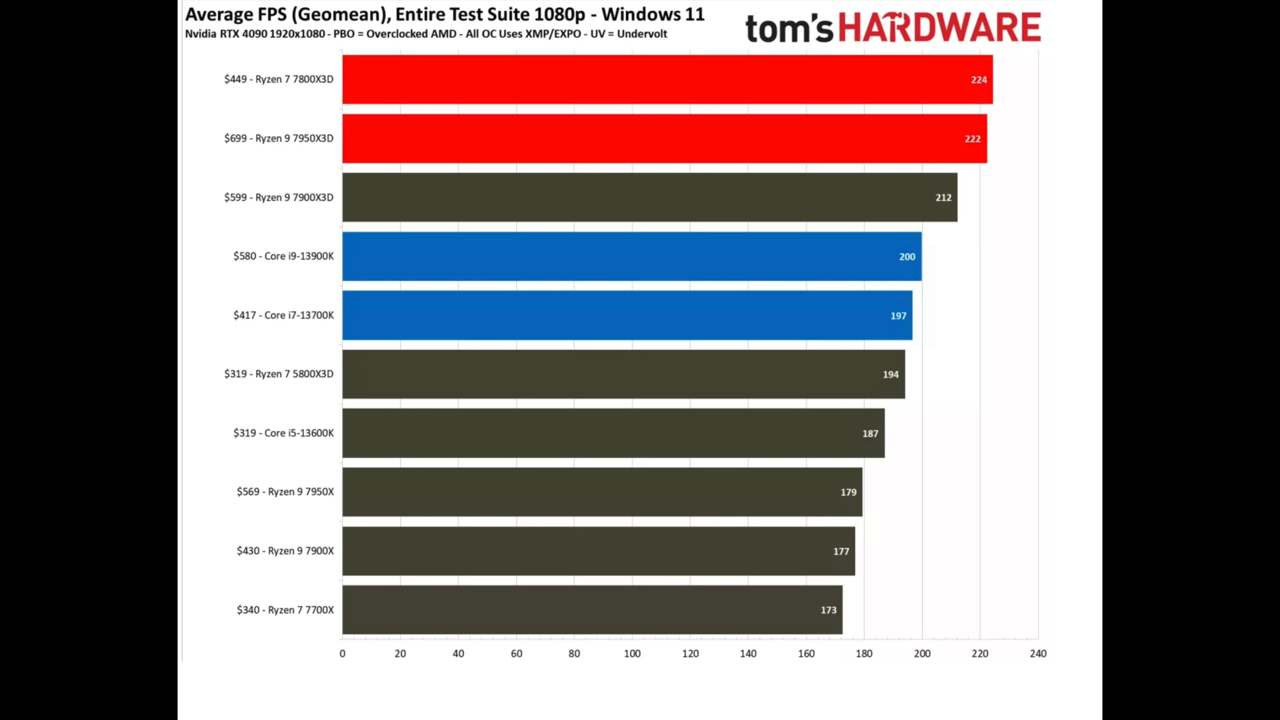 Average FPS (Geomean), Entire Test Suite 1080p - Windows 11
Nvidia RTX 4090 1920x1080 - PBO = Overclocked AMD - All OC Uses XMP/EXPO - UV = Undervolt
tom's HARDWARE
$449 - Ryzen 7 7800X3D 224
$699 - Ryzen 9 7950X3D 222
$599 - Ryzen 9 7900X3D 212
$580 - Core i9-13900K 200
$417 - Core i7-13700K 197
$319 - Ryzen 7 5800X3D 194
$319 - Core i5-13600K 187
$569 - Ryzen 9 7950X 179
$430 - Ryzen 9 7900X 177
$340 - Ryzen 7 7700X 173
0 20 40 60 80 100 120 140 160 180 200 220 240